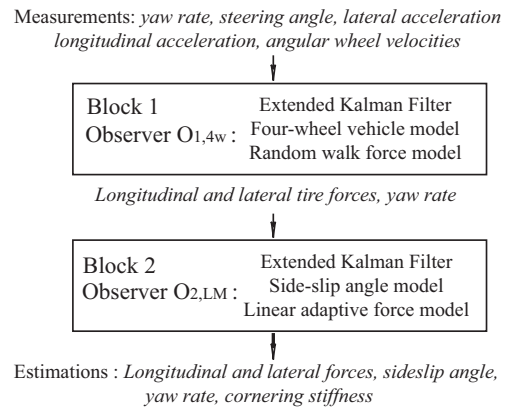 Measurements: yaw rate, steering angle, lateral acceleration
longitudinal acceleration, angular wheel velocities
Block 1
Observer O1,4w :
Extended Kalman Filter
Four-wheel vehicle model
Random walk force model
Longitudinal and lateral tire forces, yaw rate
Block 2
Observer O2,LM :
Extended Kalman Filter
Side-slip angle model
Linear adaptive force model
Estimations : Longitudinal and lateral forces, sideslip angle,
yaw rate, cornering stiffness